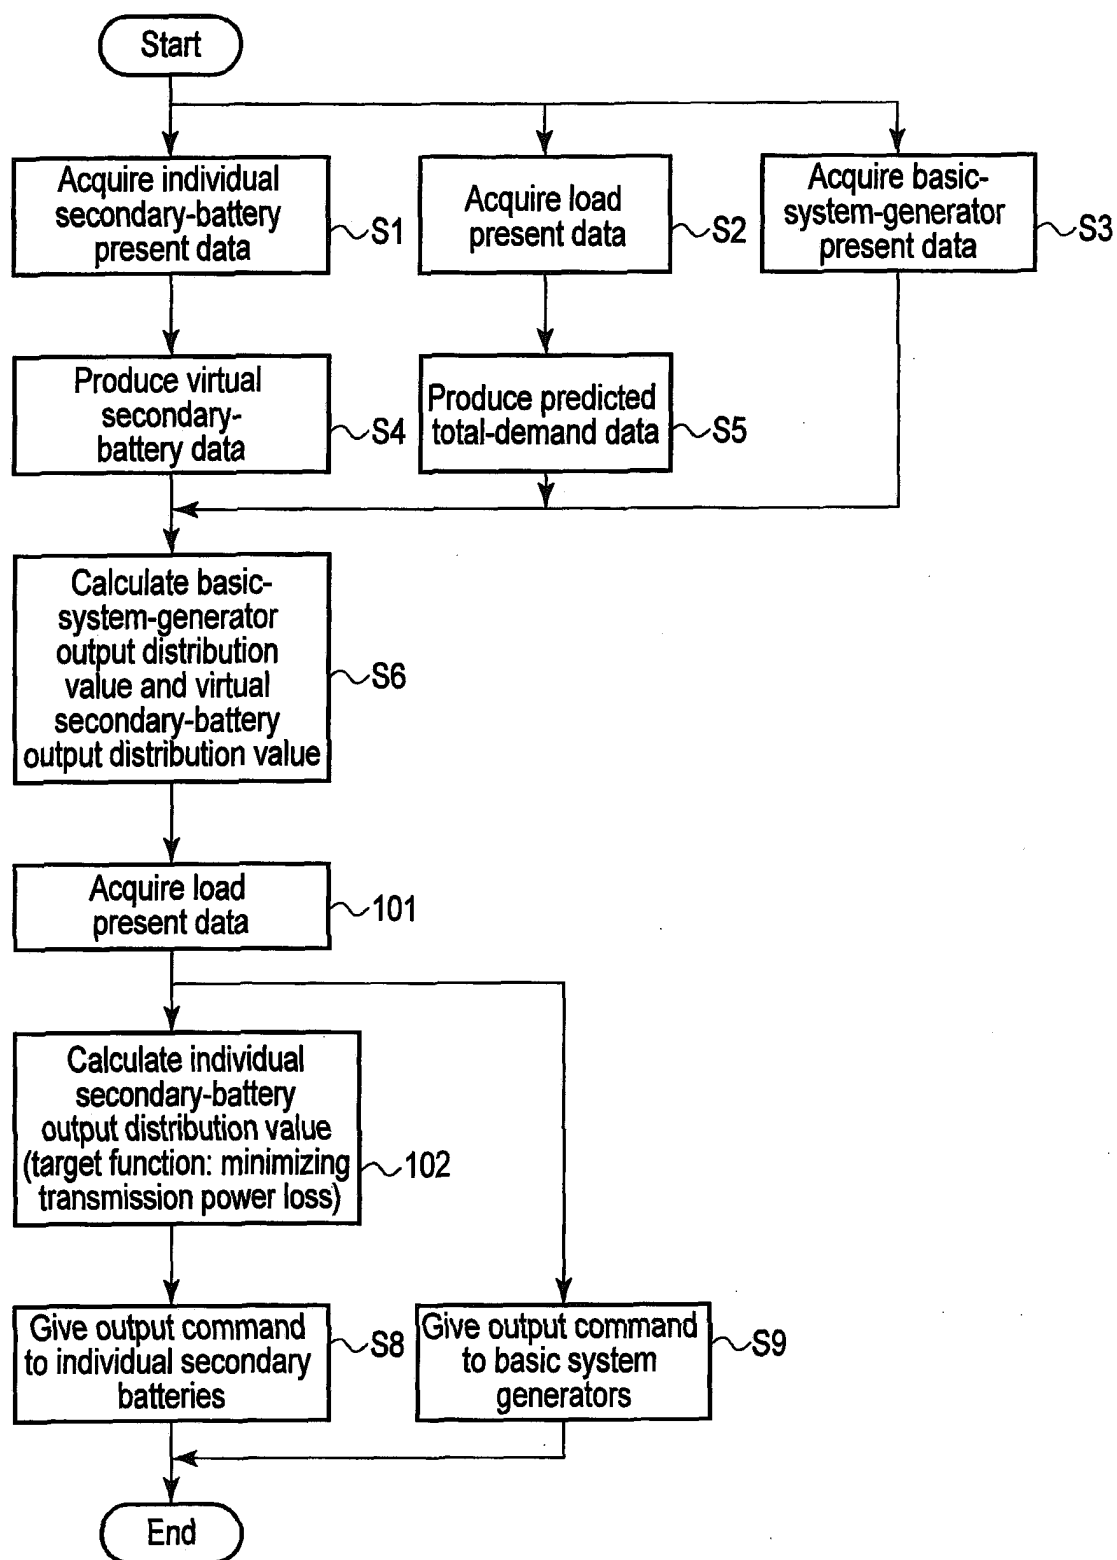 Start
Acquire individual
secondary-battery
present data
S1
Acquire load
present data
S2
Acquire basic-
system-generator
present data
S3
Produce virtual
secondary-
battery data
S4
Produce predicted
total-demand data
S5
Calculate basic-
system-generator
output distribution
value and virtual
secondary-battery
output distribution value
S6
Acquire load
present data
101
Calculate individual
secondary-battery
output distribution value
(target function: minimizing
transmission power loss)
102
Give output command
to individual secondary
batteries
S8
Give output command
to basic system
generators
S9
End